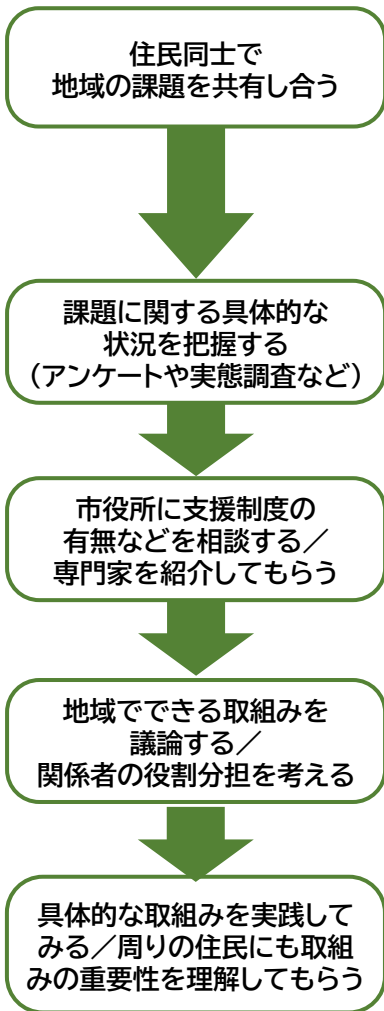 住民同士で
地域の課題を共有し合う
課題に関する具体的な
状況を把握する
（アンケートや実態調査など）
市役所に支援制度の
有無などを相談する／
専門家を紹介してもらう
地域でできる取組みを
議論する／
関係者の役割分担を考える
具体的な取組みを実践して
みる／周りの住民にも取組
みの重要性を理解してもらう